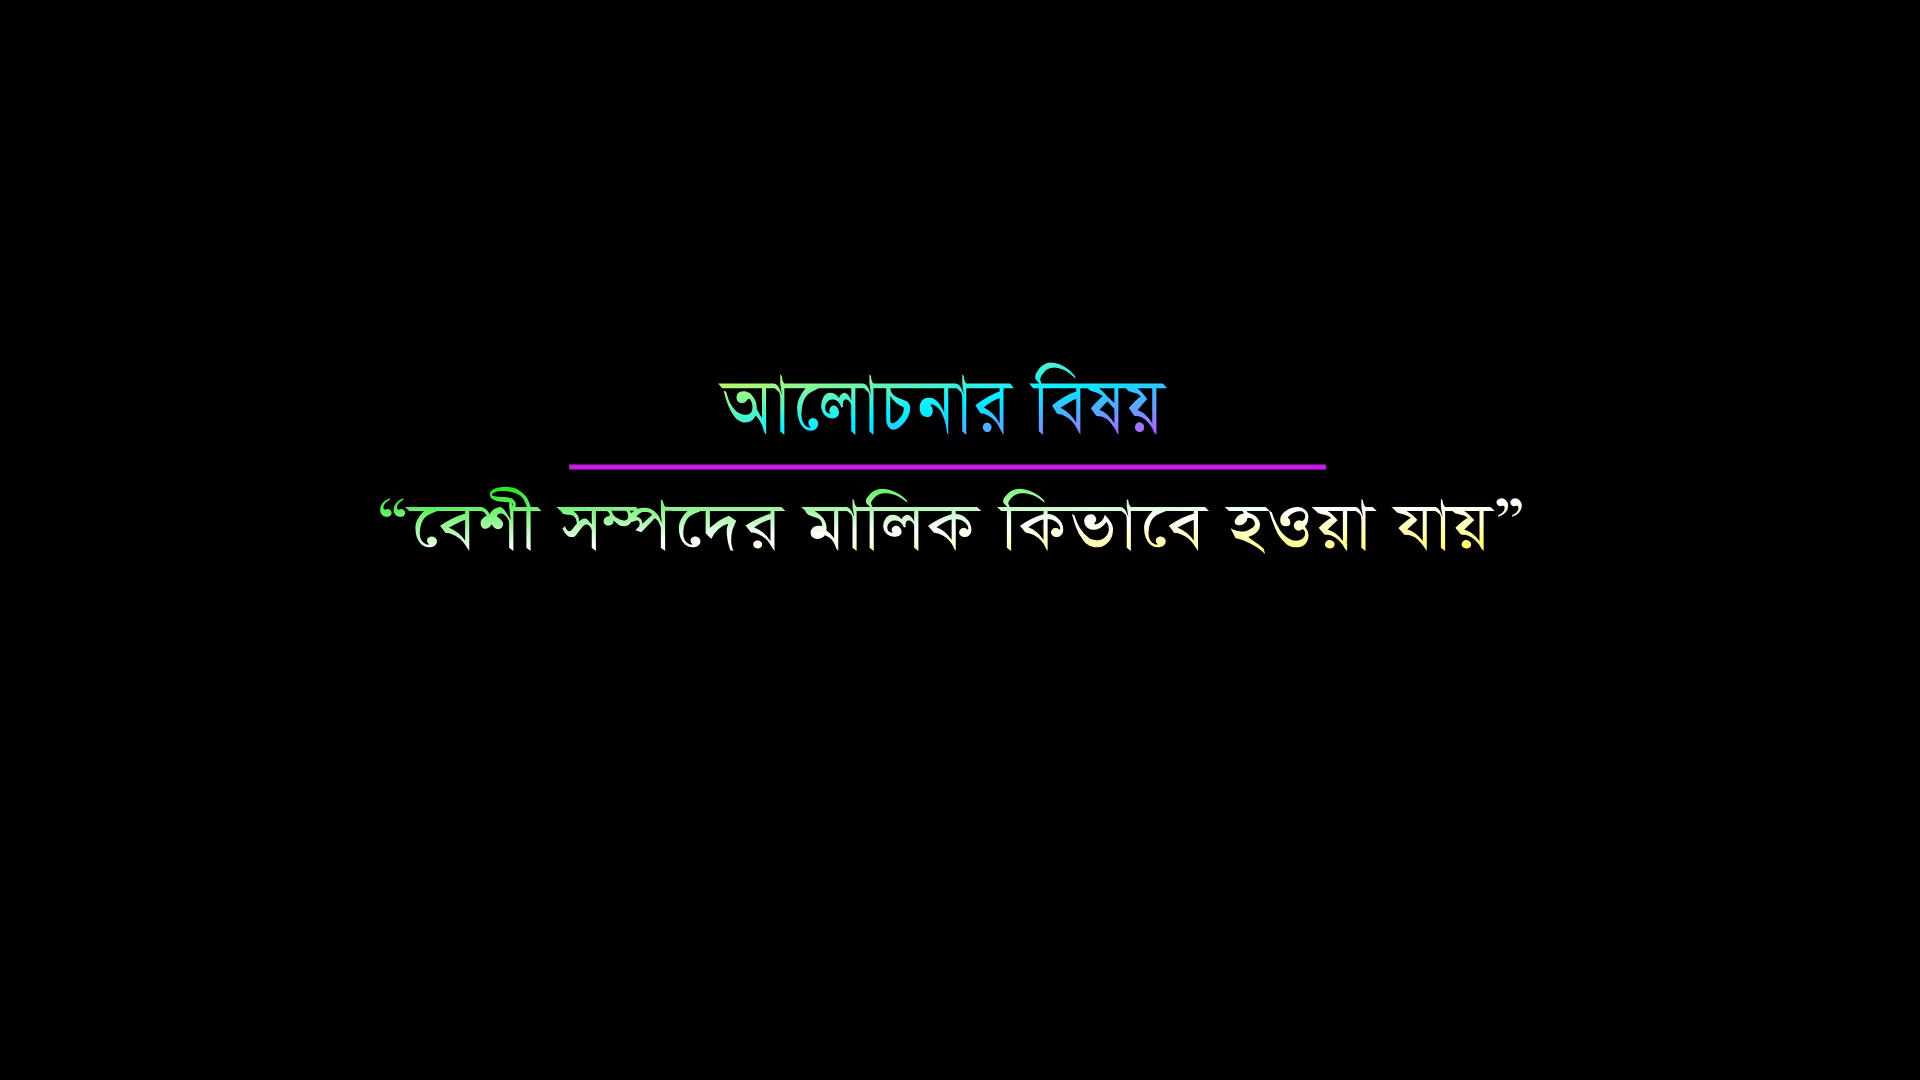 আলোচনার বিষয়
“বেশী সম্পদের মালিক কিভাবে হওয়া যায়”